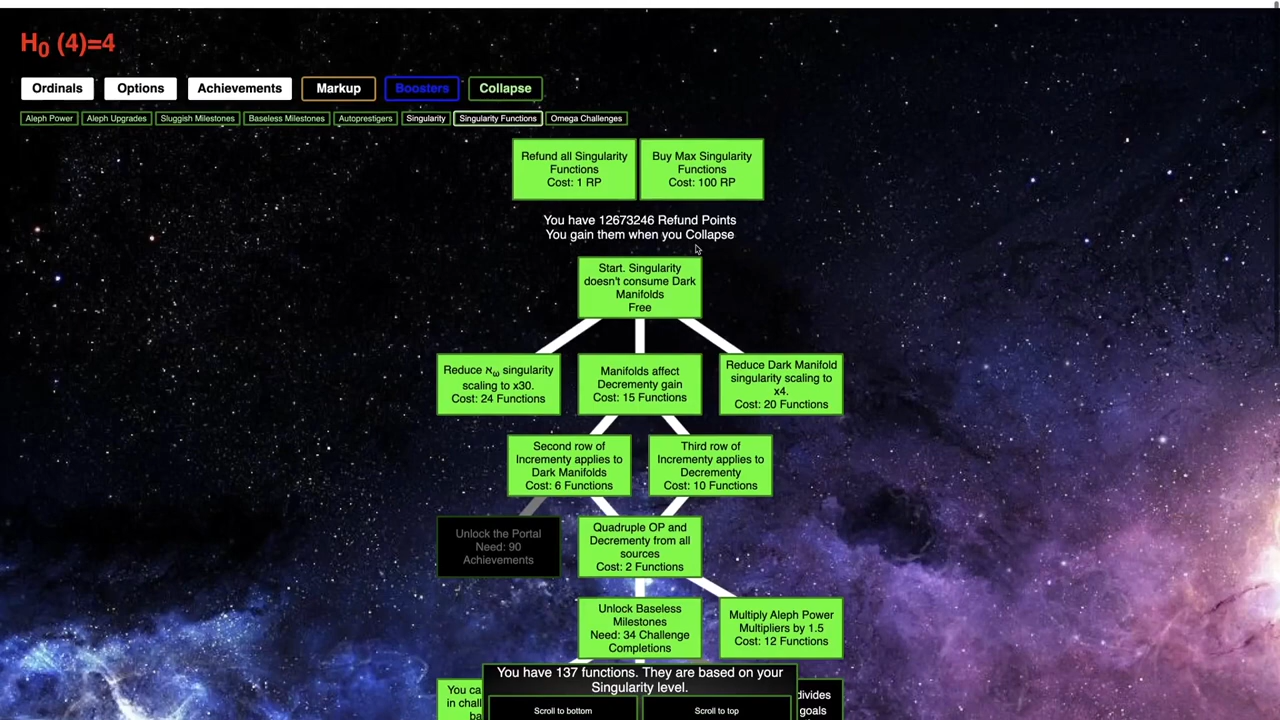 H₀ (4)=4
Ordinals
Options
Achievements
Markup
Boosters
Collapse
Aleph Power
Aleph Upgrades
Sluggish Milestones
Baseless Milestones
Autoprestigers
Singularity
Singularity Functions
Omega Challenges
Refund all Singularity
Functions
Cost: 1 RP
Buy Max Singularity
Functions
Cost: 100 RP
You have 12673246 Refund Points
You gain them when you Collapse
Start. Singularity
doesn't consume Dark
Manifolds
Free
Reduce ℵω singularity
scaling to x30.
Cost: 24 Functions
Manifolds affect
Decrementy gain
Cost: 15 Functions
Reduce Dark Manifold
singularity scaling to
x4.
Cost: 20 Functions
Second row of
Incrementy applies to
Dark Manifolds
Cost: 6 Functions
Third row of
Incrementy applies to
Decrementy
Cost: 10 Functions
Unlock the Portal
Need: 90
Achievements
Quadruple OP and
Decrementy from all
sources
Cost: 2 Functions
Unlock Baseless
Milestones
Need: 34 Challenge
Completions
Multiply Aleph Power
Multipliers by 1.5
Cost: 12 Functions
You have 137 functions. They are based on your
Singularity level.
Scroll to bottom
Scroll to top
You ca
in chall
ba
divides
goals